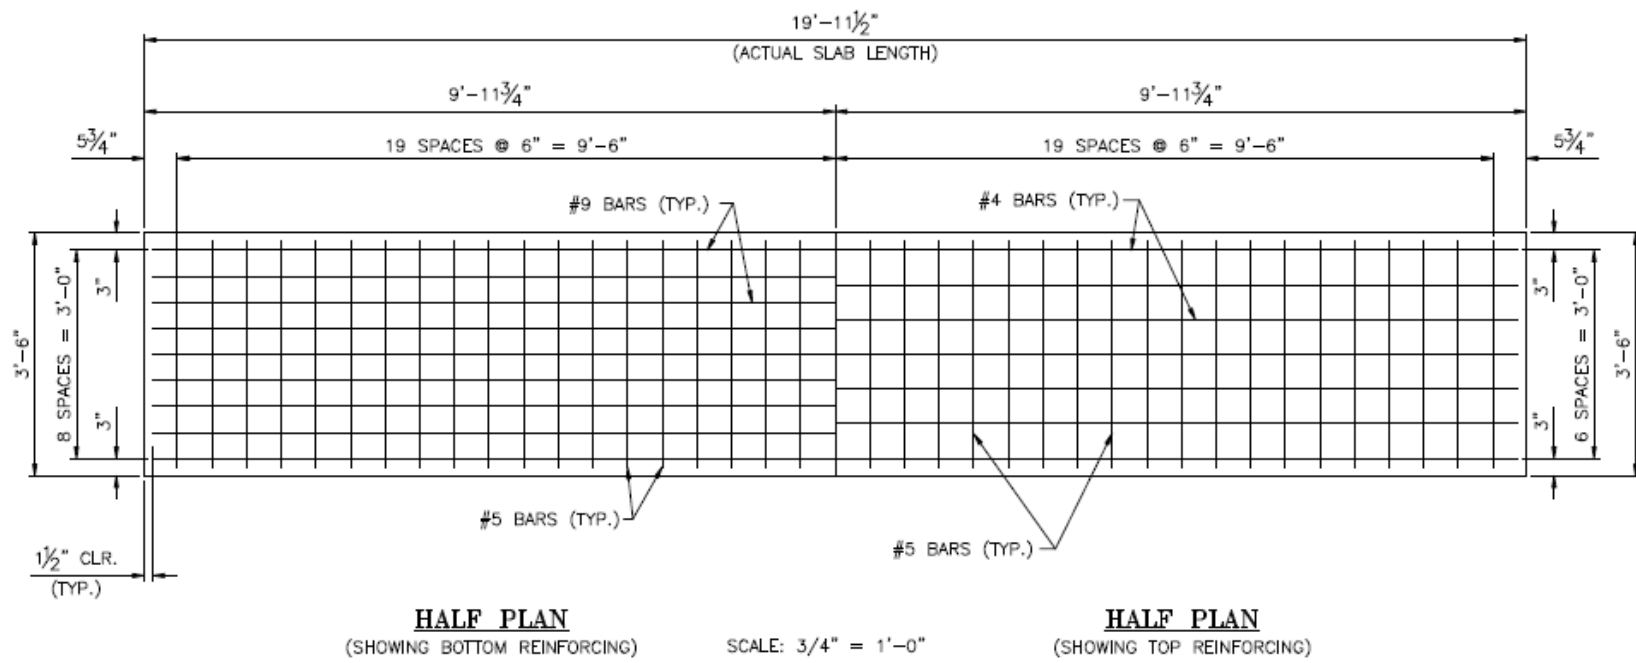 19'-11½"
(ACTUAL SLAB LENGTH)
9'-11¾"
9'-11¾"
5¾"
19 SPACES @ 6" = 9'-6"
19 SPACES @ 6" = 9'-6"
5¾"
#9 BARS (TYP.)
#4 BARS (TYP.)
3'-6"
8 SPACES = 3'-0"
3"
3"
3"
3"
6 SPACES = 3'-0"
3'-6"
#5 BARS (TYP.)
#5 BARS (TYP.)
1½" CLR.
(TYP.)
HALF PLAN
(SHOWING BOTTOM REINFORCING)
SCALE: 3/4" = 1'-0"
HALF PLAN
(SHOWING TOP REINFORCING)